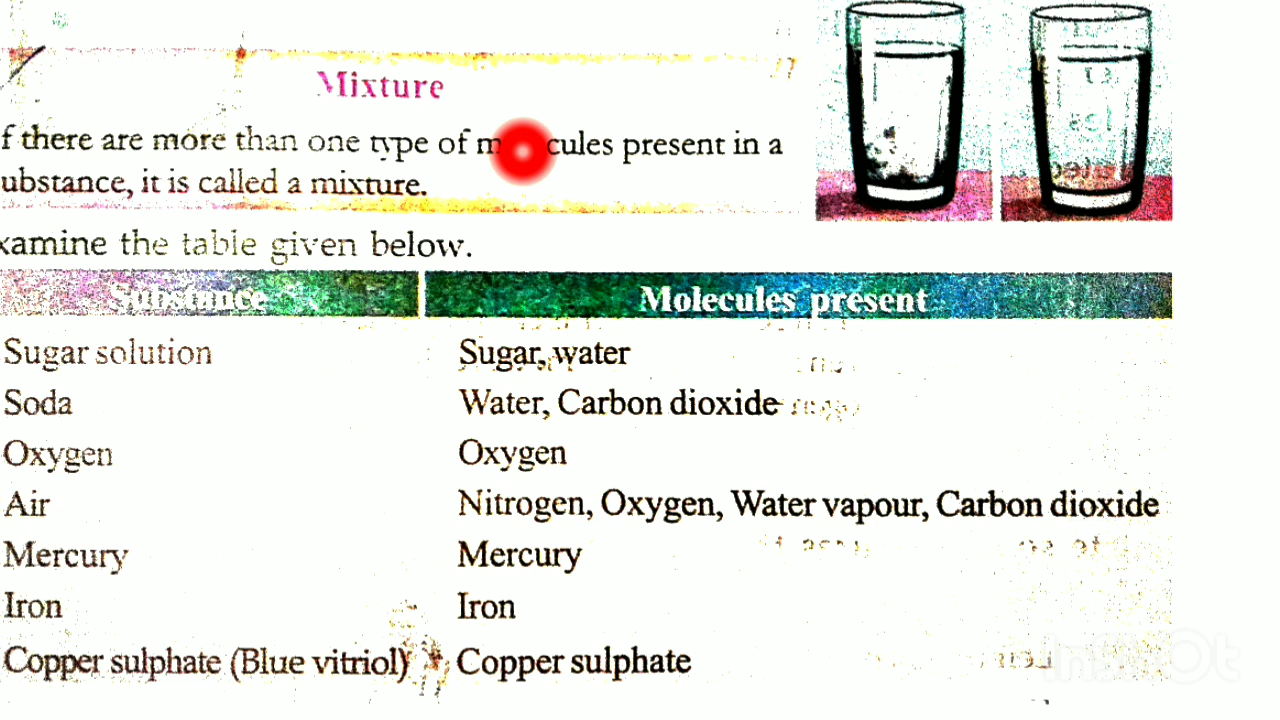 Mixture
f there are more than one type of m cules present in a
ubstance, it is called a mixture.
xamine the table given below.
Substance Molecules present
Sugar solution Sugar, water
Soda Water, Carbon dioxide
Oxygen Oxygen
Air Nitrogen, Oxygen, Water vapour, Carbon dioxide
Mercury Mercury
Iron Iron
Copper sulphate (Blue vitriol) Copper sulphate